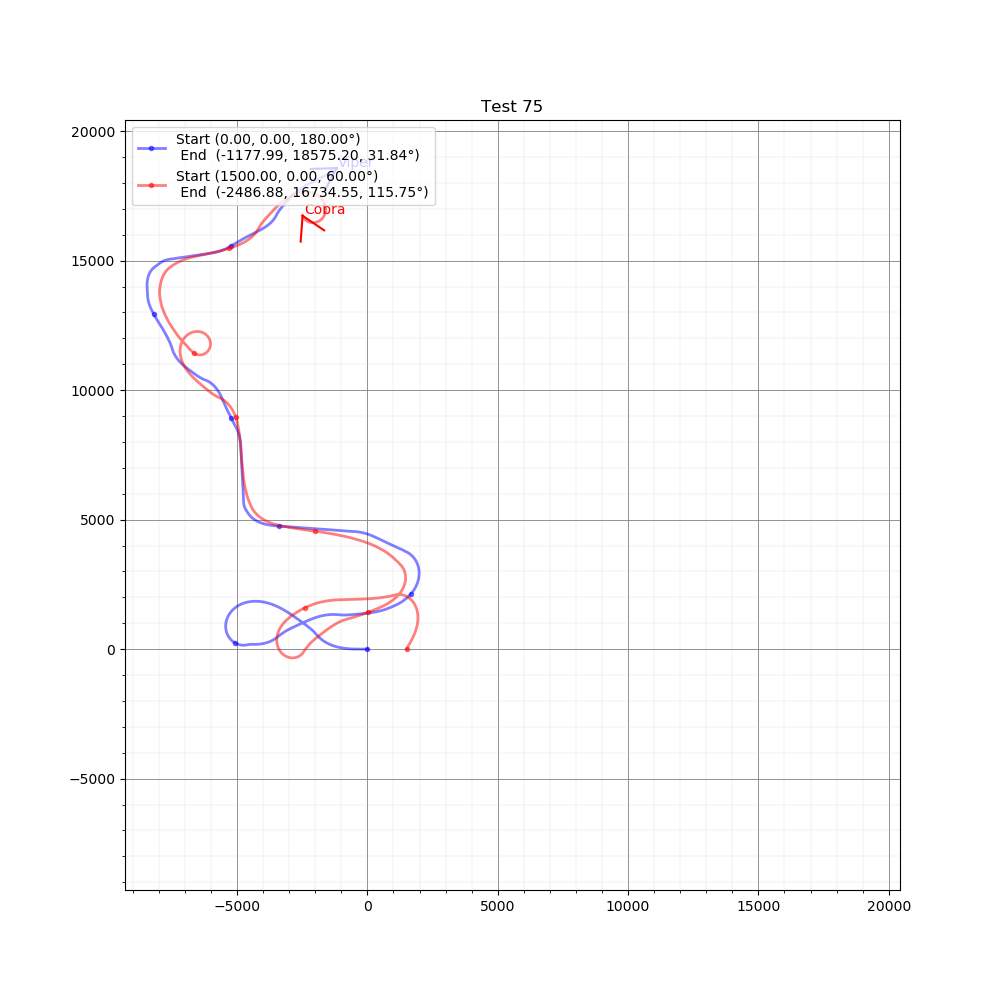 Test 75
20000
15000
10000
5000
0
−5000
Start (0.00, 0.00, 180.00°)
End  (-1177.99, 18575.20, 31.84°)
Start (1500.00, 0.00, 60.00°)
End  (-2486.88, 16734.55, 115.75°)
Viper
Cobra
−5000 0 5000 10000 15000 20000